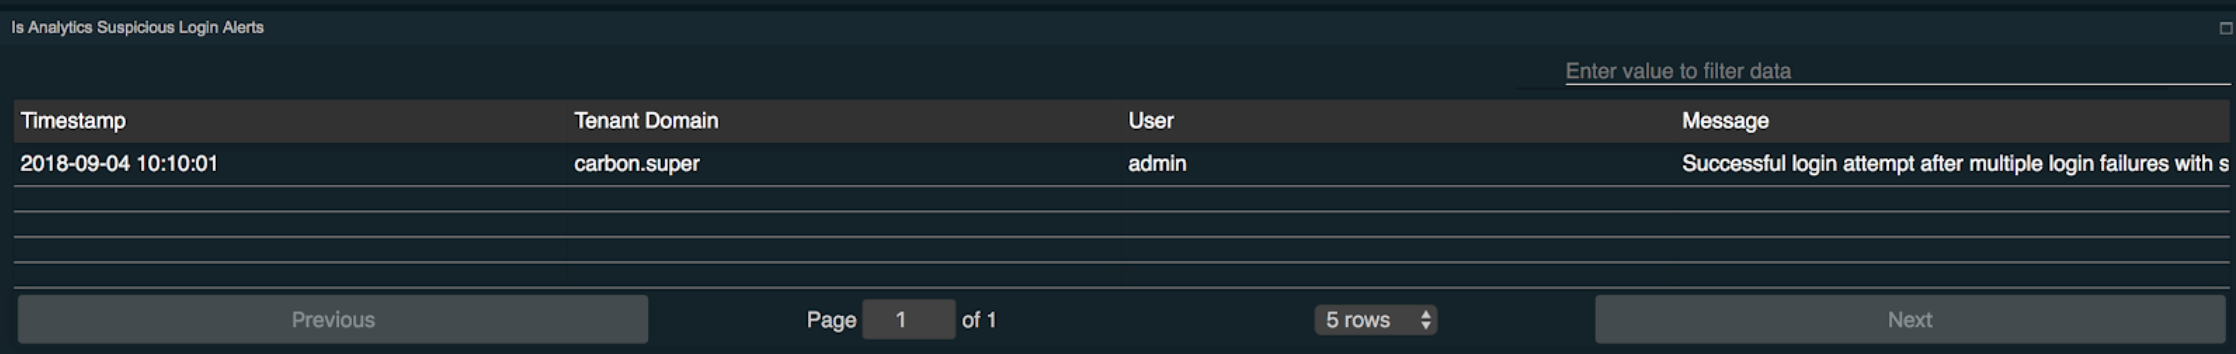 Is Analytics Suspicious Login Alerts
Enter value to filter data
Timestamp Tenant Domain User Message
2018-09-04 10:10:01 carbon.super admin Successful login attempt after multiple login failures with s
Previous Page 1 of 1 5 rows Next